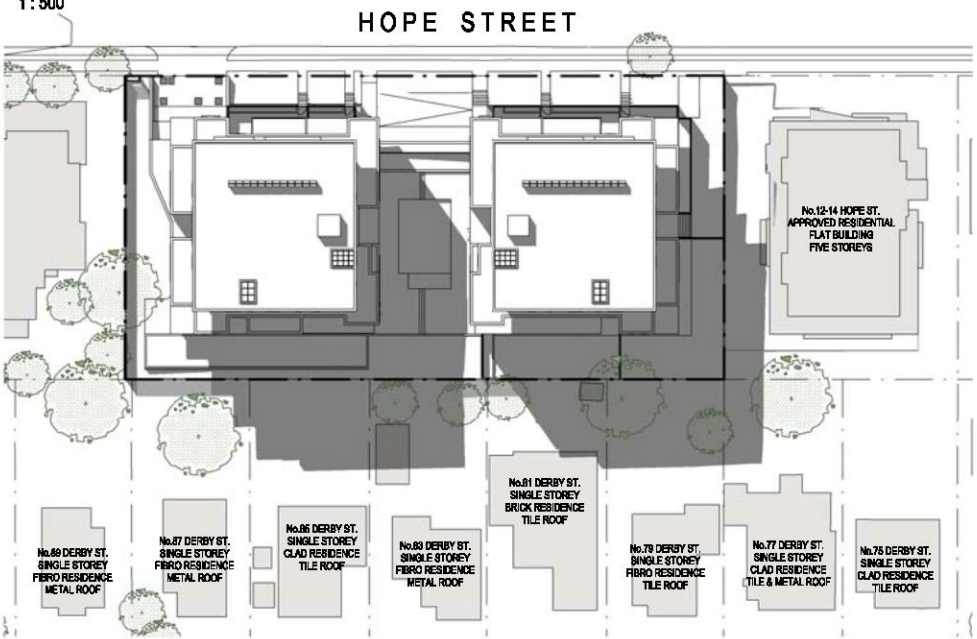 1 : 500
HOPE STREET
No.12-14 HOPE ST.
APPROVED RESIDENTIAL
FLAT BUILDING
FIVE STOREYS
No.89 DERBY ST.
SINGLE STOREY
FIBRO RESIDENCE
METAL ROOF
No.87 DERBY ST.
SINGLE STOREY
FIBRO RESIDENCE
METAL ROOF
No.85 DERBY ST.
SINGLE STOREY
CLAD RESIDENCE
TILE ROOF
No.83 DERBY ST.
SINGLE STOREY
FIBRO RESIDENCE
METAL ROOF
No.81 DERBY ST.
SINGLE STOREY
BRICK RESIDENCE
TILE ROOF
No.79 DERBY ST.
SINGLE STOREY
FIBRO RESIDENCE
TILE ROOF
No.77 DERBY ST.
SINGLE STOREY
CLAD RESIDENCE
TILE & METAL ROOF
No.75 DERBY ST.
SINGLE STOREY
CLAD RESIDENCE
TILE ROOF